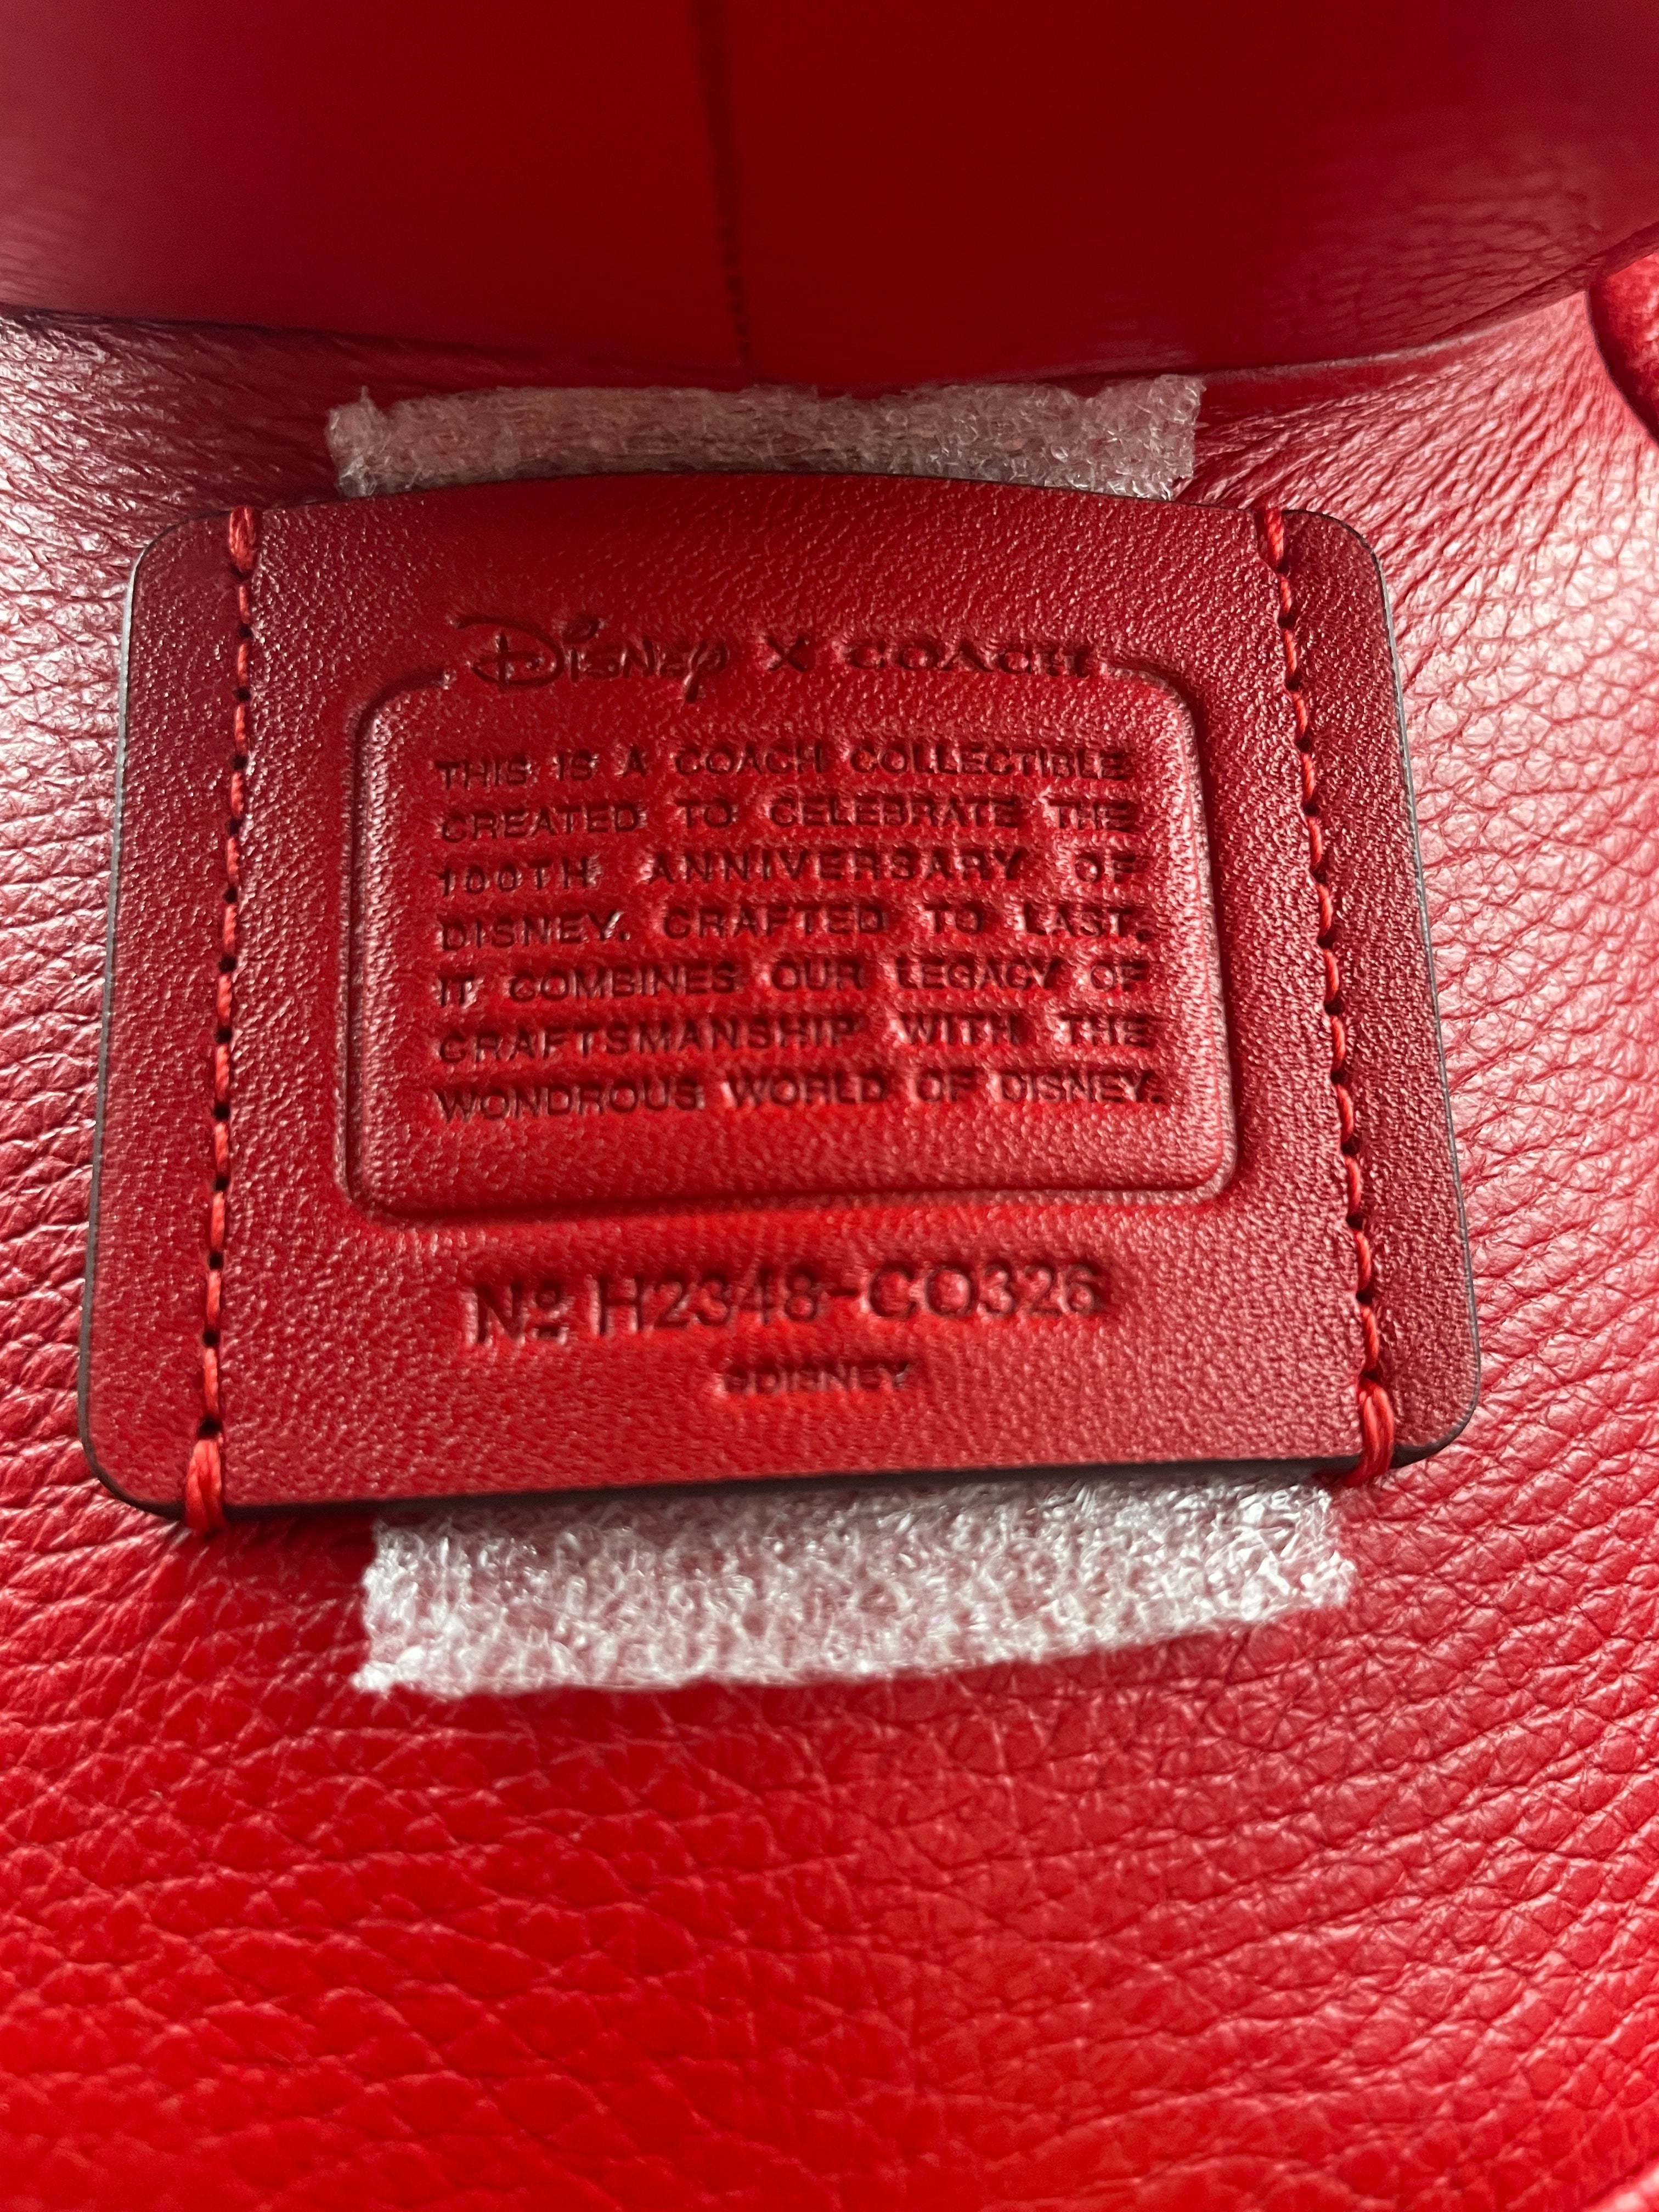 Disney X COACH
THIS IS A COACH COLLECTIBLE
CREATED TO CELEBRATE THE
100TH ANNIVERSARY OF
DISNEY. CRAFTED TO LAST,
IT COMBINES OUR LEGACY OF
CRAFTSMANSHIP WITH THE
WONDROUS WORLD OF DISNEY.
Nº H2348-CO326
©DISNEY